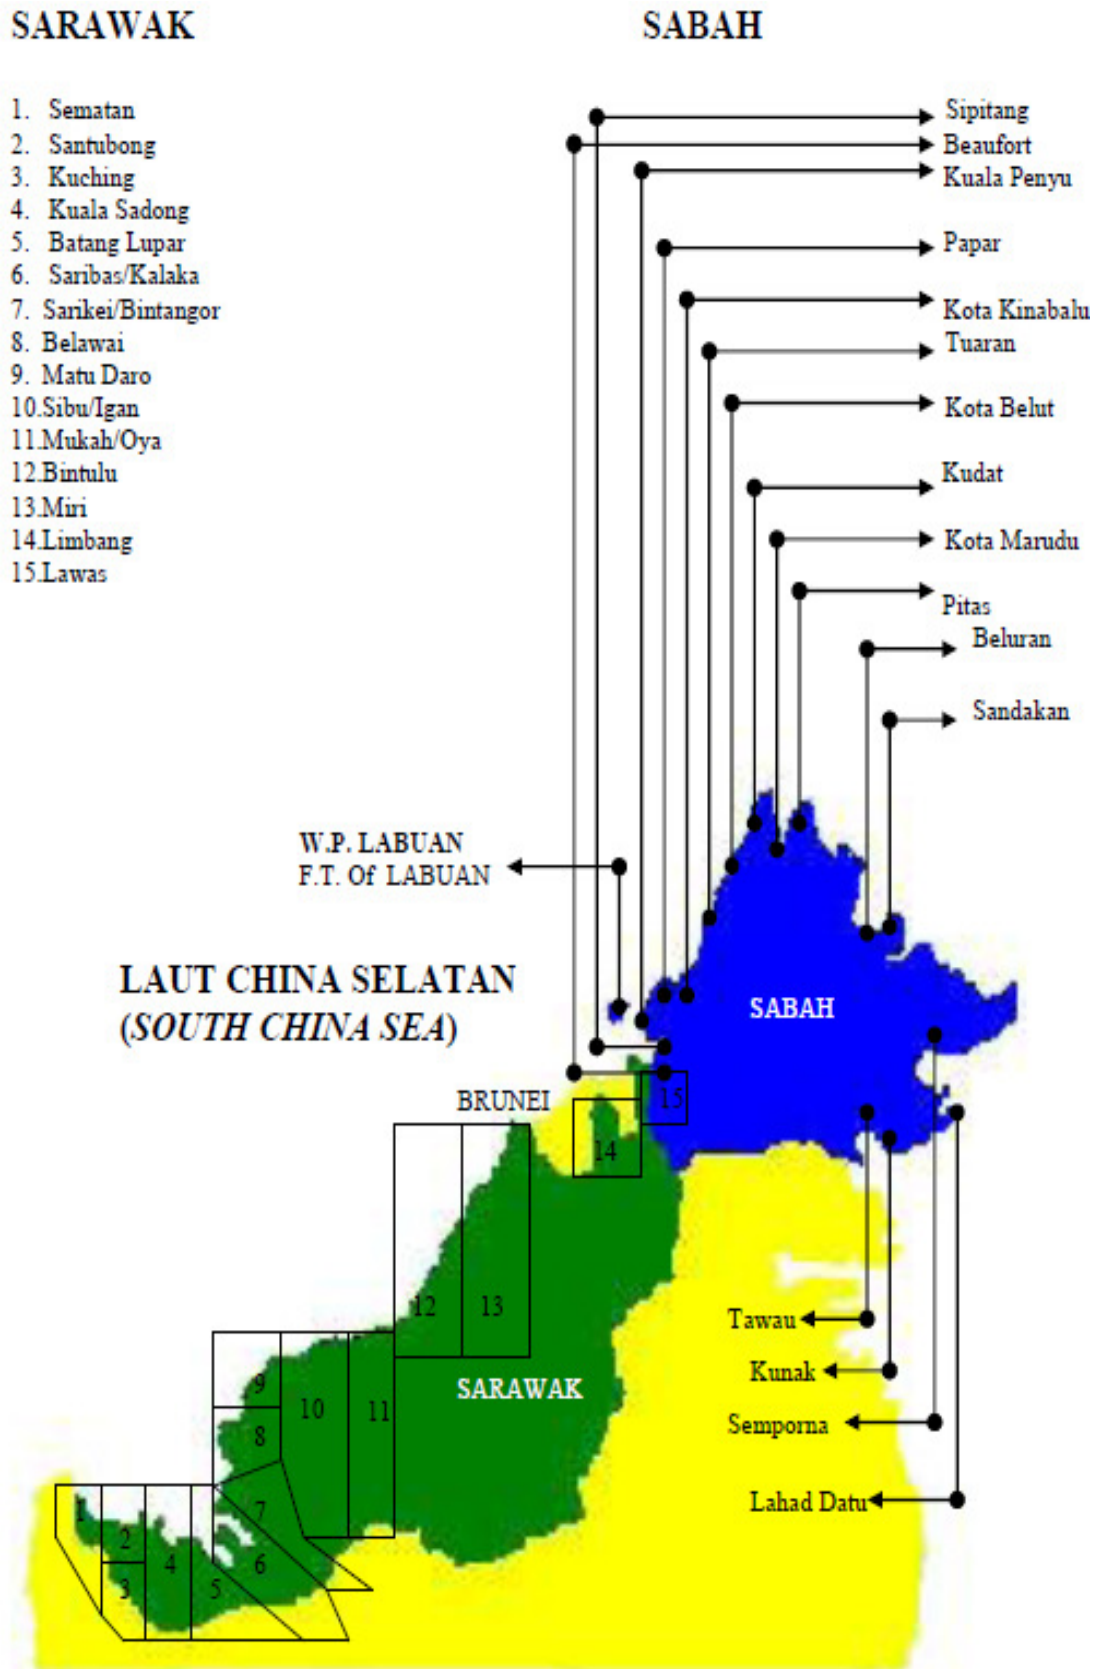 SARAWAK
SABAH
1. Sematan
2. Santubong
3. Kuching
4. Kuala Sadong
5. Batang Lupar
6. Saribas/Kalaka
7. Sarikei/Bintangor
8. Belawai
9. Matu Daro
10.Sibu/Igan
11.Mukah/Oya
12.Bintulu
13.Miri
14.Limbang
15.Lawas
Sipitang
Beaufort
Kuala Penyu
Papar
Kota Kinabalu
Tuaran
Kota Belut
Kudat
Kota Marudu
Pitas
Beluran
Sandakan
W.P. LABUAN
F.T. Of LABUAN
LAUT CHINA SELATAN
(SOUTH CHINA SEA)
SABAH
BRUNEI
15
14
12
13
Tawau
Kunak
SARAWAK
9
10
11
8
Semporna
Lahad Datu
1
7
2
4
6
3
5